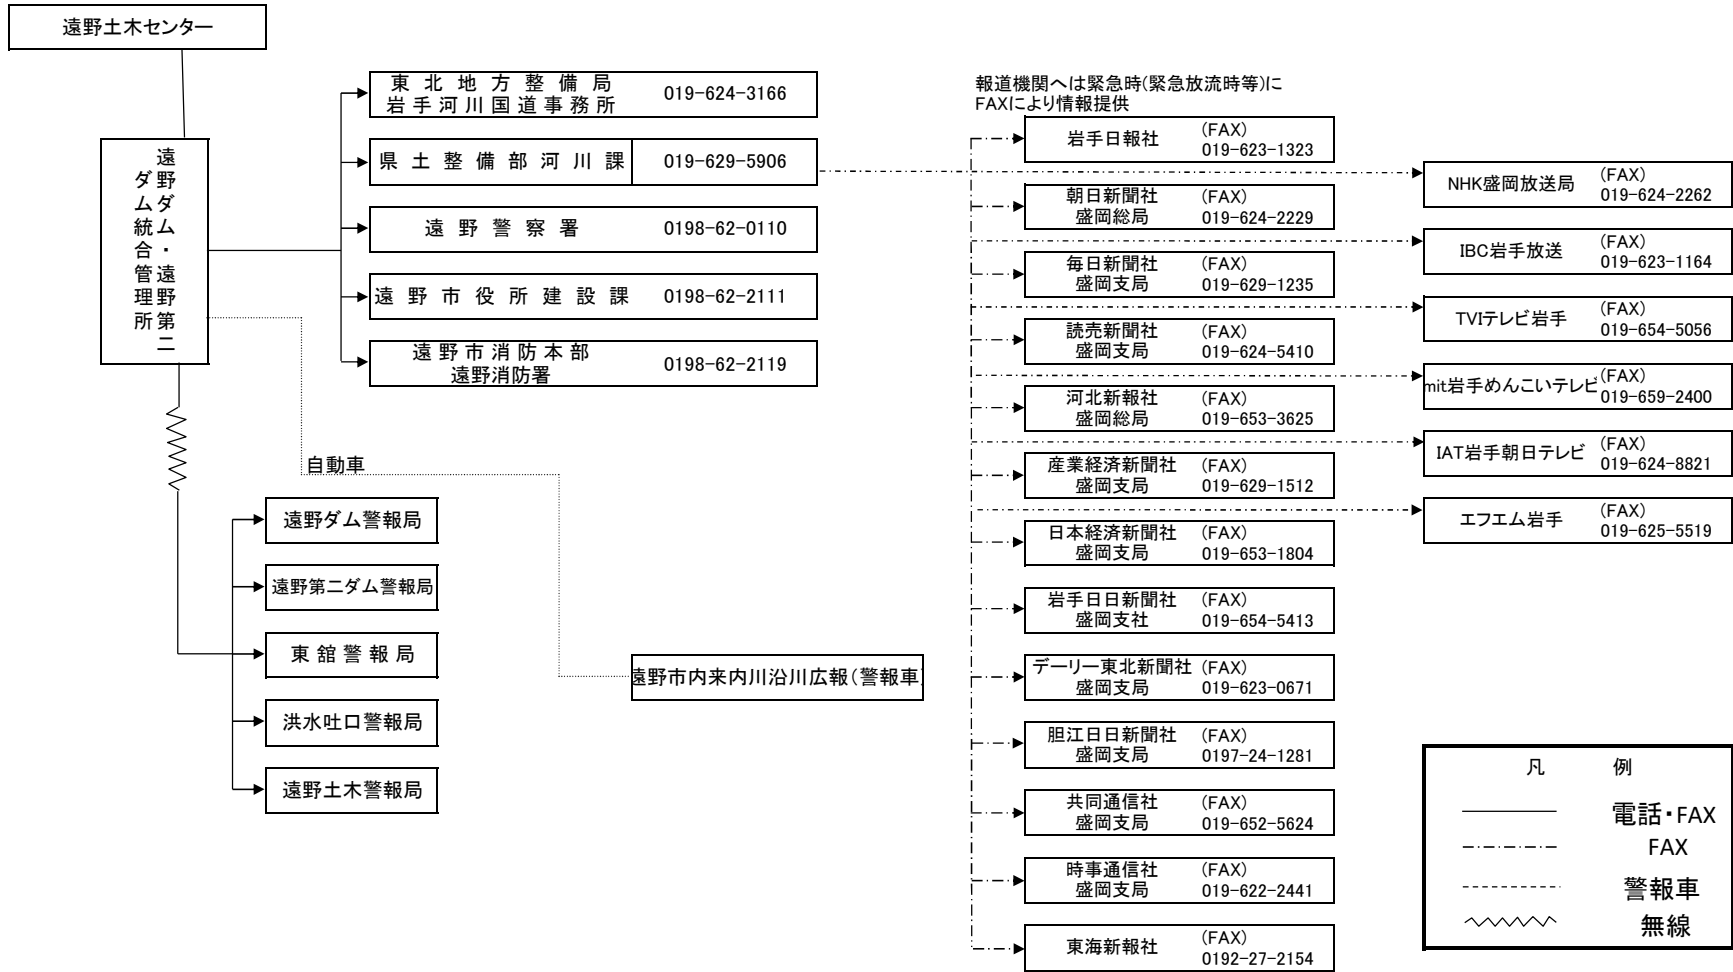 遠野土木センター
遠野ダム・遠野第二
ダム統合管理所
東北地方整備局
岩手河川国道事務所
019-624-3166
県土整備部河川課
019-629-5906
遠野警察署
0198-62-0110
遠野市役所建設課
0198-62-2111
遠野市消防本部
遠野消防署
0198-62-2119
自動車
遠野ダム警報局
遠野第二ダム警報局
東舘警報局
洪水吐口警報局
遠野土木警報局
遠野市内来内川沿川広報(警報車)
報道機関へは緊急時(緊急放流時等)に
FAXにより情報提供
岩手日報社
(FAX)
019-623-1323
朝日新聞社
盛岡総局
(FAX)
019-624-2229
毎日新聞社
盛岡支局
(FAX)
019-629-1235
読売新聞社
盛岡支局
(FAX)
019-624-5410
河北新報社
盛岡総局
(FAX)
019-653-3625
産業経済新聞社
盛岡支局
(FAX)
019-629-1512
日本経済新聞社
盛岡支局
(FAX)
019-653-1804
岩手日日新聞社
盛岡支社
(FAX)
019-654-5413
デーリー東北新聞社
盛岡支局
(FAX)
019-623-0671
胆江日日新聞社
盛岡支局
(FAX)
0197-24-1281
共同通信社
盛岡支局
(FAX)
019-652-5624
時事通信社
盛岡支局
(FAX)
019-622-2441
東海新報社
(FAX)
0192-27-2154
NHK盛岡放送局
(FAX)
019-624-2262
IBC岩手放送
(FAX)
019-623-1164
TVIテレビ岩手
(FAX)
019-654-5056
mit岩手めんこいテレビ
(FAX)
019-659-2400
IAT岩手朝日テレビ
(FAX)
019-624-8821
エフエム岩手
(FAX)
019-625-5519
凡 例
電話・FAX
FAX
警報車
無線